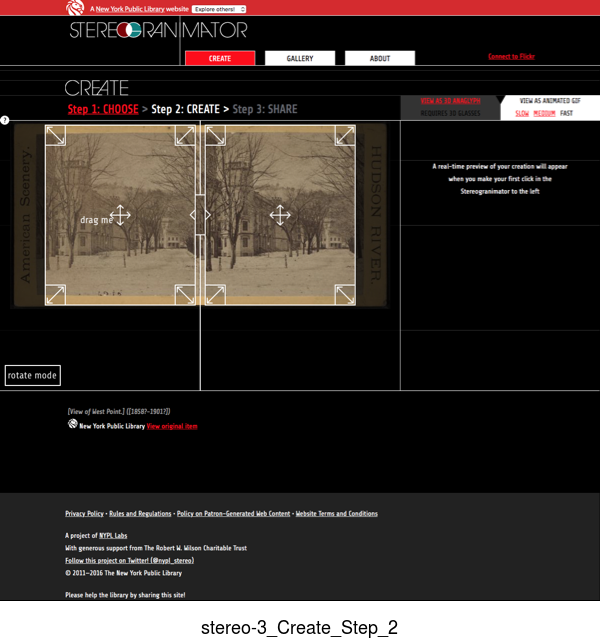 A New York Public Library website Explore others!
STEREOGRANIMATOR
CREATE GALLERY ABOUT Connect to Flickr
CREATE
Step 1: CHOOSE > Step 2: CREATE > Step 3: SHARE
VIEW AS 3D ANAGLYPH
REQUIRES 3D GLASSES
VIEW AS ANIMATED GIF
SLOW MEDIUM FAST
?
American Scenery.
drag me
HUDSON RIVER.
A real-time preview of your creation will appear
when you make your first click in the
Stereogranimator to the left
rotate mode
[View of West Point.] ([1858?-1901?])
New York Public Library View original item
Privacy Policy • Rules and Regulations • Policy on Patron-Generated Web Content • Website Terms and Conditions
A project of NYPL Labs
With generous support from The Robert W. Wilson Charitable Trust
Follow this project on Twitter! (@nypl_stereo)
© 2011–2016 The New York Public Library
Please help the library by sharing this site!
stereo-3_Create_Step_2